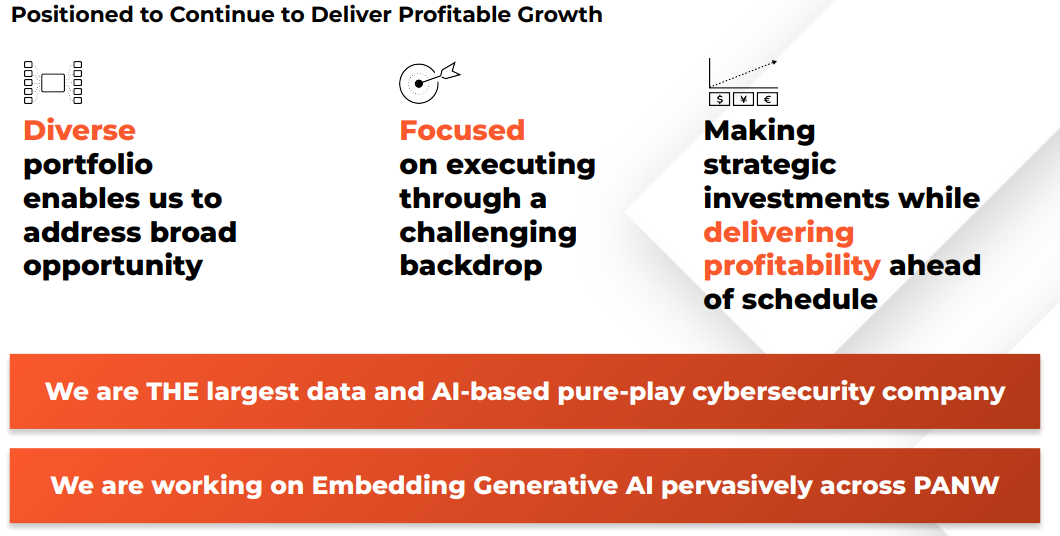 Positioned to Continue to Deliver Profitable Growth
Diverse
portfolio
enables us to
address broad
opportunity
Focused
on executing
through a
challenging
backdrop
$ ¥ €
Making
strategic
investments while
delivering
profitability ahead
of schedule
We are THE largest data and AI-based pure-play cybersecurity company
We are working on Embedding Generative AI pervasively across PANW